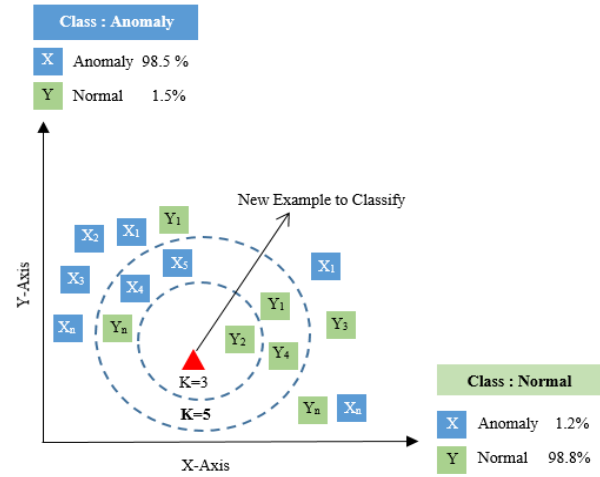 Class : Anomaly
X Anomaly 98.5 %
Y Normal 1.5%
New Example to Classify
Y₁
X₂ X₁
X₅ X₁
X₃ X₄
Y₁
Xₙ Yₙ Y₂ Y₃
Y₄
K=3
K=5
Yₙ Xₙ
Y-Axis
X-Axis
Class : Normal
X Anomaly 1.2%
Y Normal 98.8%